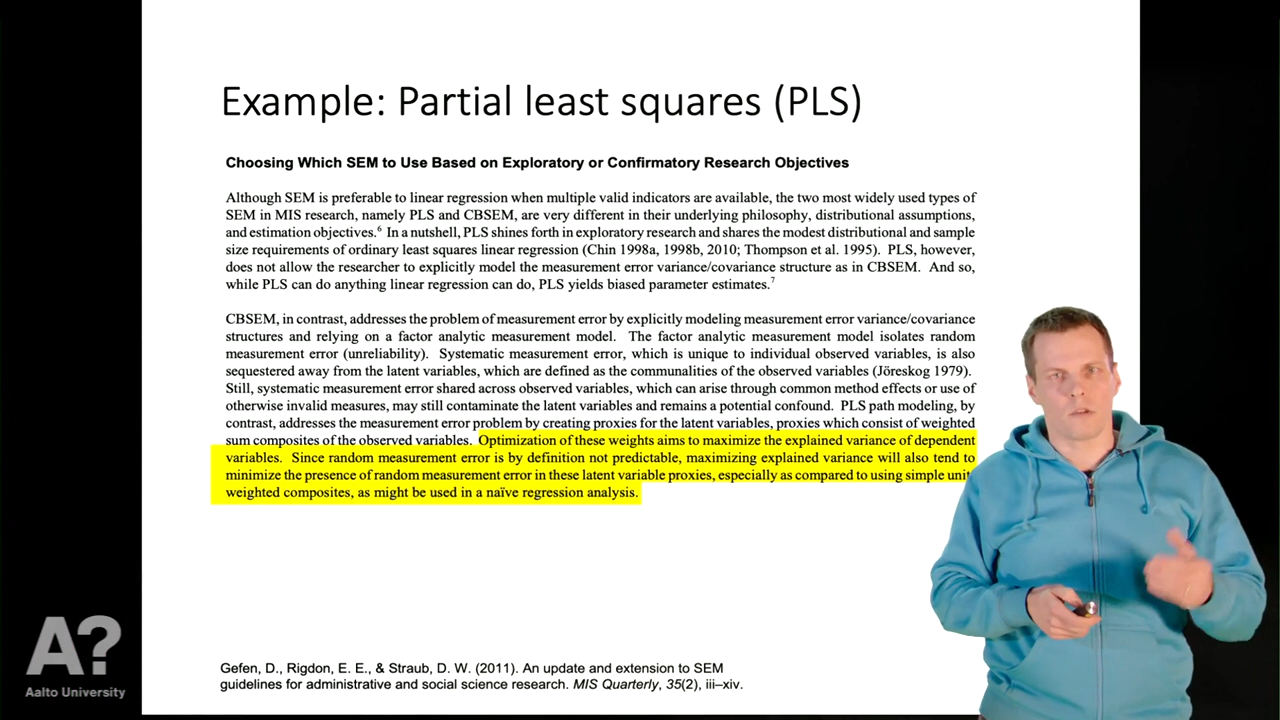 Example: Partial least squares (PLS)
Choosing Which SEM to Use Based on Exploratory or Confirmatory Research Objectives
Although SEM is preferable to linear regression when multiple valid indicators are available, the two most widely used types of
SEM in MIS research, namely PLS and CBSEM, are very different in their underlying philosophy, distributional assumptions,
and estimation objectives.⁶ In a nutshell, PLS shines forth in exploratory research and shares the modest distributional and sample
size requirements of ordinary least squares linear regression (Chin 1998a, 1998b, 2010; Thompson et al. 1995). PLS, however,
does not allow the researcher to explicitly model the measurement error variance/covariance structure as in CBSEM. And so,
while PLS can do anything linear regression can do, PLS yields biased parameter estimates.⁷
CBSEM, in contrast, addresses the problem of measurement error by explicitly modeling measurement error variance/covariance
structures and relying on a factor analytic measurement model. The factor analytic measurement model isolates random
measurement error (unreliability). Systematic measurement error, which is unique to individual observed variables, is also
sequestered away from the latent variables, which are defined as the communalities of the observed variables (Jöreskog 1979).
Still, systematic measurement error shared across observed variables, which can arise through common method effects or use of
otherwise invalid measures, may still contaminate the latent variables and remains a potential confound. PLS path modeling, by
contrast, addresses the measurement error problem by creating proxies for the latent variables, proxies which consist of weighted
sum composites of the observed variables. Optimization of these weights aims to maximize the explained variance of dependent
variables. Since random measurement error is by definition not predictable, maximizing explained variance will also tend to
minimize the presence of random measurement error in these latent variable proxies, especially as compared to using simple unit
weighted composites, as might be used in a naïve regression analysis.
Gefen, D., Rigdon, E. E., & Straub, D. W. (2011). An update and extension to SEM
guidelines for administrative and social science research. MIS Quarterly, 35(2), iii–xiv.
A?
Aalto University